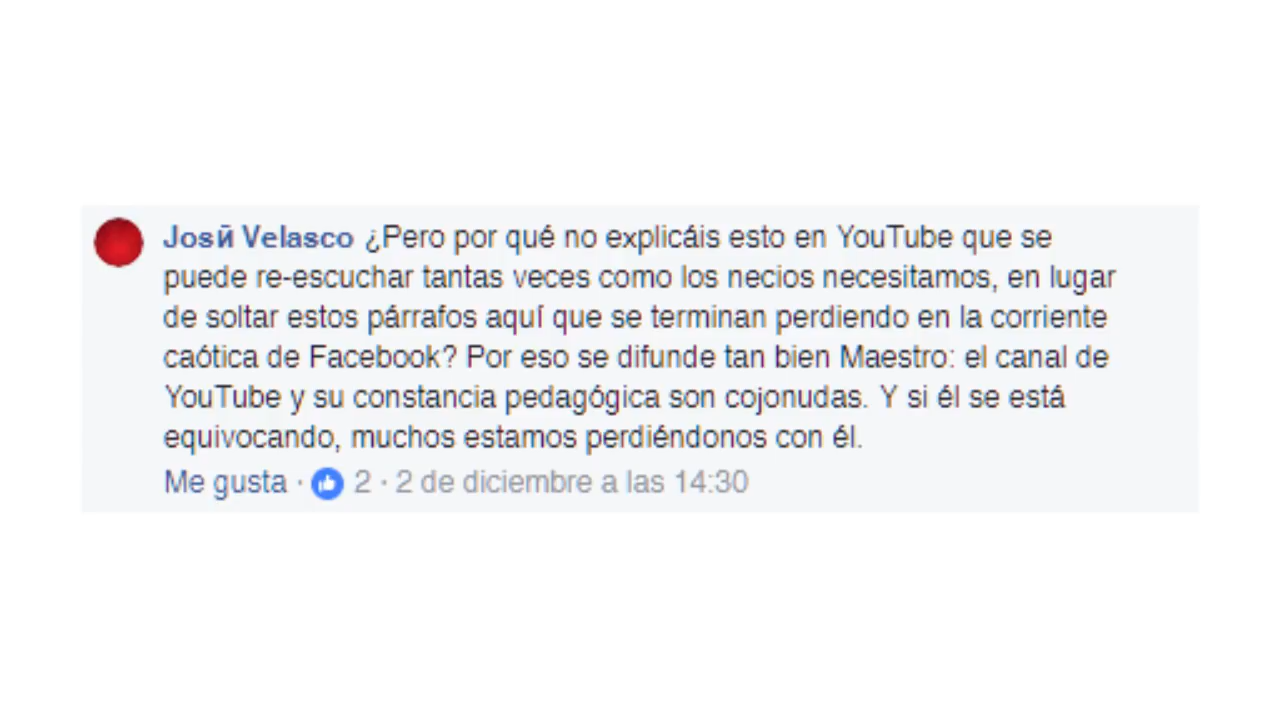 Josй Velasco ¿Pero por qué no explicáis esto en YouTube que se
puede re-escuchar tantas veces como los necios necesitamos, en lugar
de soltar estos párrafos aquí que se terminan perdiendo en la corriente
caótica de Facebook? Por eso se difunde tan bien Maestro: el canal de
YouTube y su constancia pedagógica son cojonudas. Y si él se está
equivocando, muchos estamos perdiéndonos con él.
Me gusta · 2 · 2 de diciembre a las 14:30